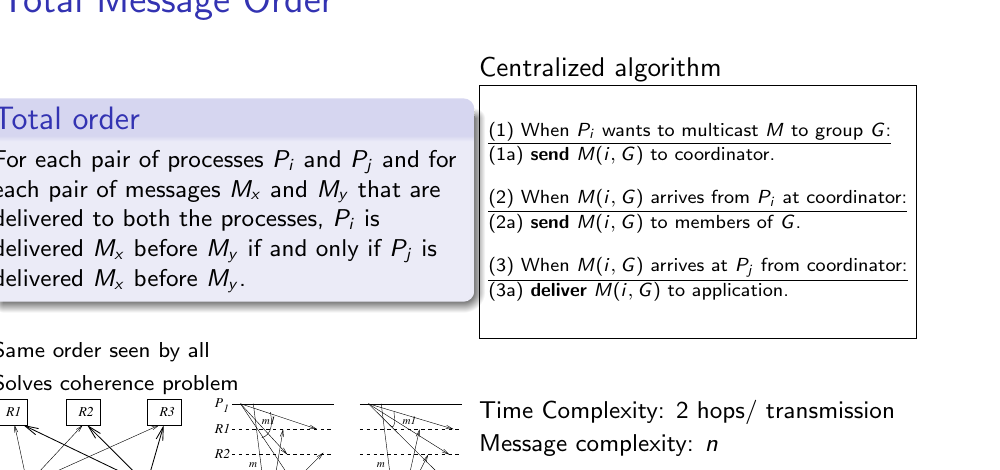 Total Message Order
Total order
For each pair of processes Pi and Pj and for
each pair of messages Mx and My that are
delivered to both the processes, Pi is
delivered Mx before My if and only if Pj is
delivered Mx before My.
Same order seen by all
Solves coherence problem
R1 R2 R3
P1
R1
R2
m1
m
m1
m
Centralized algorithm
(1) When Pi wants to multicast M to group G:
(1a) send M(i, G) to coordinator.
(2) When M(i, G) arrives from Pi at coordinator:
(2a) send M(i, G) to members of G.
(3) When M(i, G) arrives at Pj from coordinator:
(3a) deliver M(i, G) to application.
Time Complexity: 2 hops/ transmission
Message complexity: n